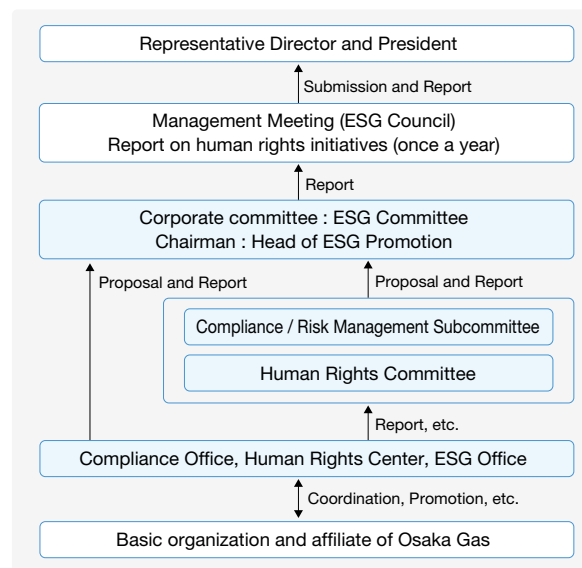 Representative Director and President
Submission and Report
Management Meeting (ESG Council)
Report on human rights initiatives (once a year)
Report
Corporate committee : ESG Committee
Chairman : Head of ESG Promotion
Proposal and Report
Proposal and Report
Compliance / Risk Management Subcommittee
Human Rights Committee
Report, etc.
Compliance Office, Human Rights Center, ESG Office
Coordination, Promotion, etc.
Basic organization and affiliate of Osaka Gas